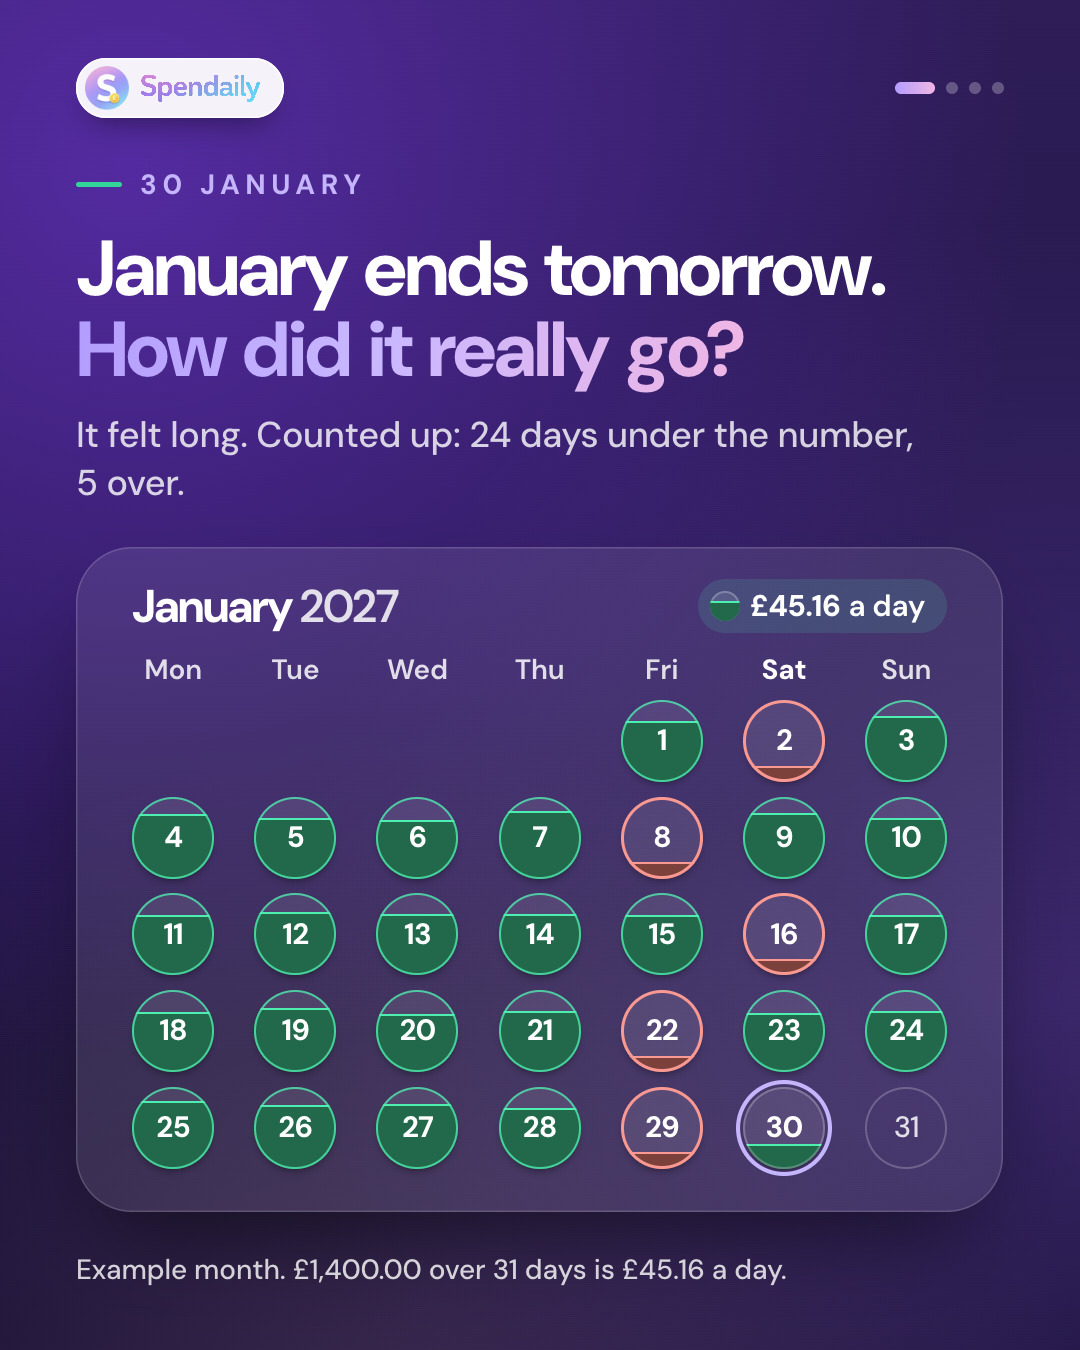 Spendaily
30 JANUARY
January ends tomorrow.
How did it really go?
It felt long. Counted up: 24 days under the number,
5 over.
January 2027
£45.16 a day
Mon Tue Wed Thu Fri Sat Sun
1 2 3
4 5 6 7 8 9 10
11 12 13 14 15 16 17
18 19 20 21 22 23 24
25 26 27 28 29 30 31
Example month. £1,400.00 over 31 days is £45.16 a day.